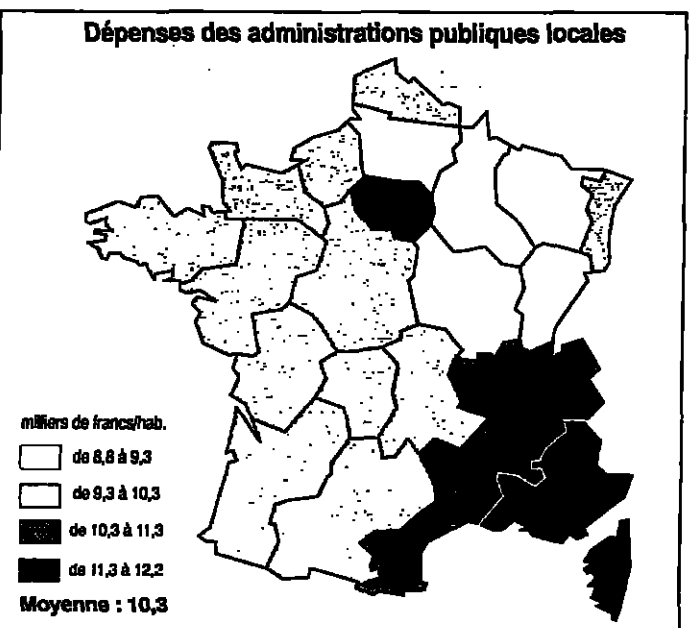 Dépenses des administrations publiques locales
milliers de francs/hab.
de 8,8 à 9,3
de 9,3 à 10,3
de 10,3 à 11,3
de 11,3 à 12,2
Moyenne : 10,3